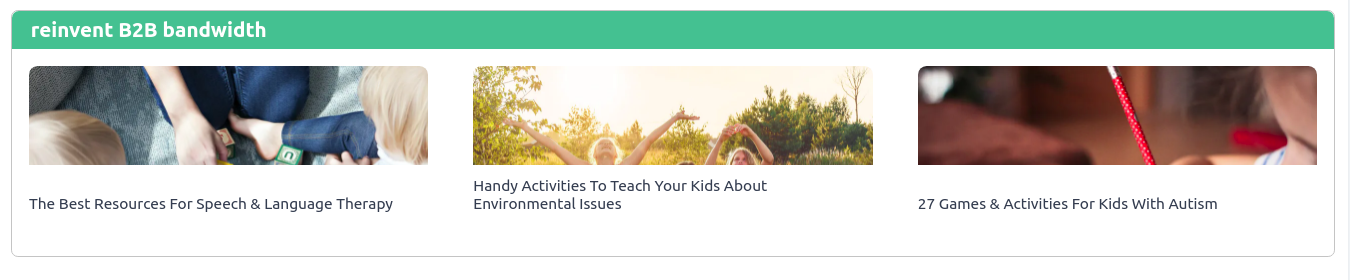 reinvent B2B bandwidth
The Best Resources For Speech & Language Therapy
Handy Activities To Teach Your Kids About
Environmental Issues
27 Games & Activities For Kids With Autism